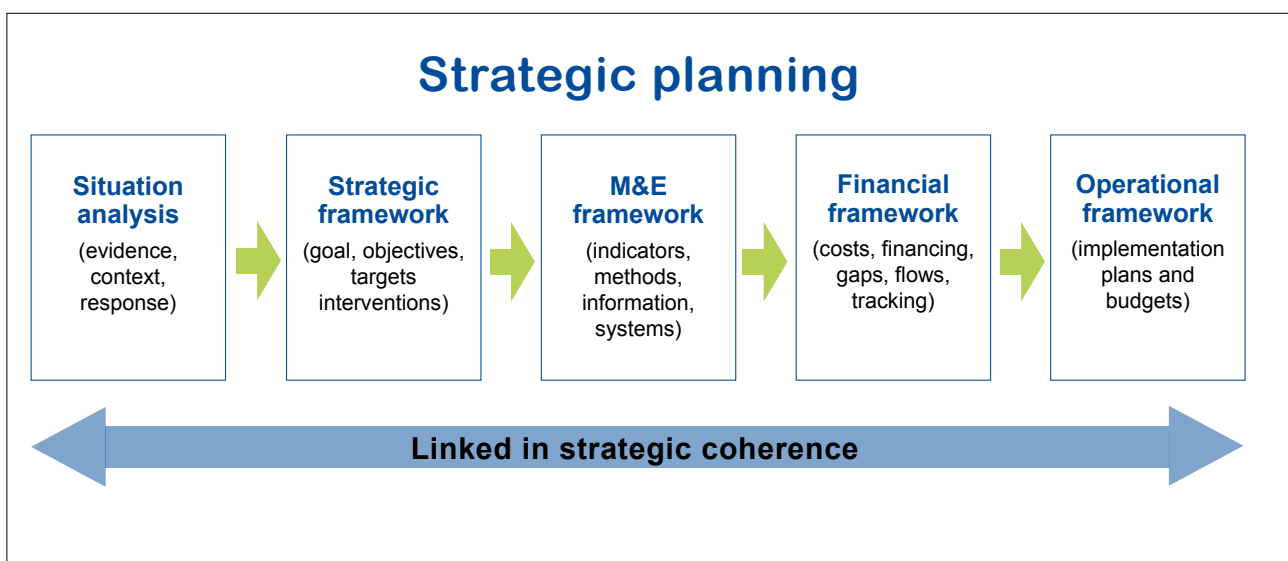 Strategic planning
Situation
analysis
(evidence,
context,
response)
Strategic
framework
(goal, objectives,
targets
interventions)
M&E
framework
(indicators,
methods,
information,
systems)
Financial
framework
(costs, financing,
gaps, flows,
tracking)
Operational
framework
(implementation
plans and
budgets)
Linked in strategic coherence